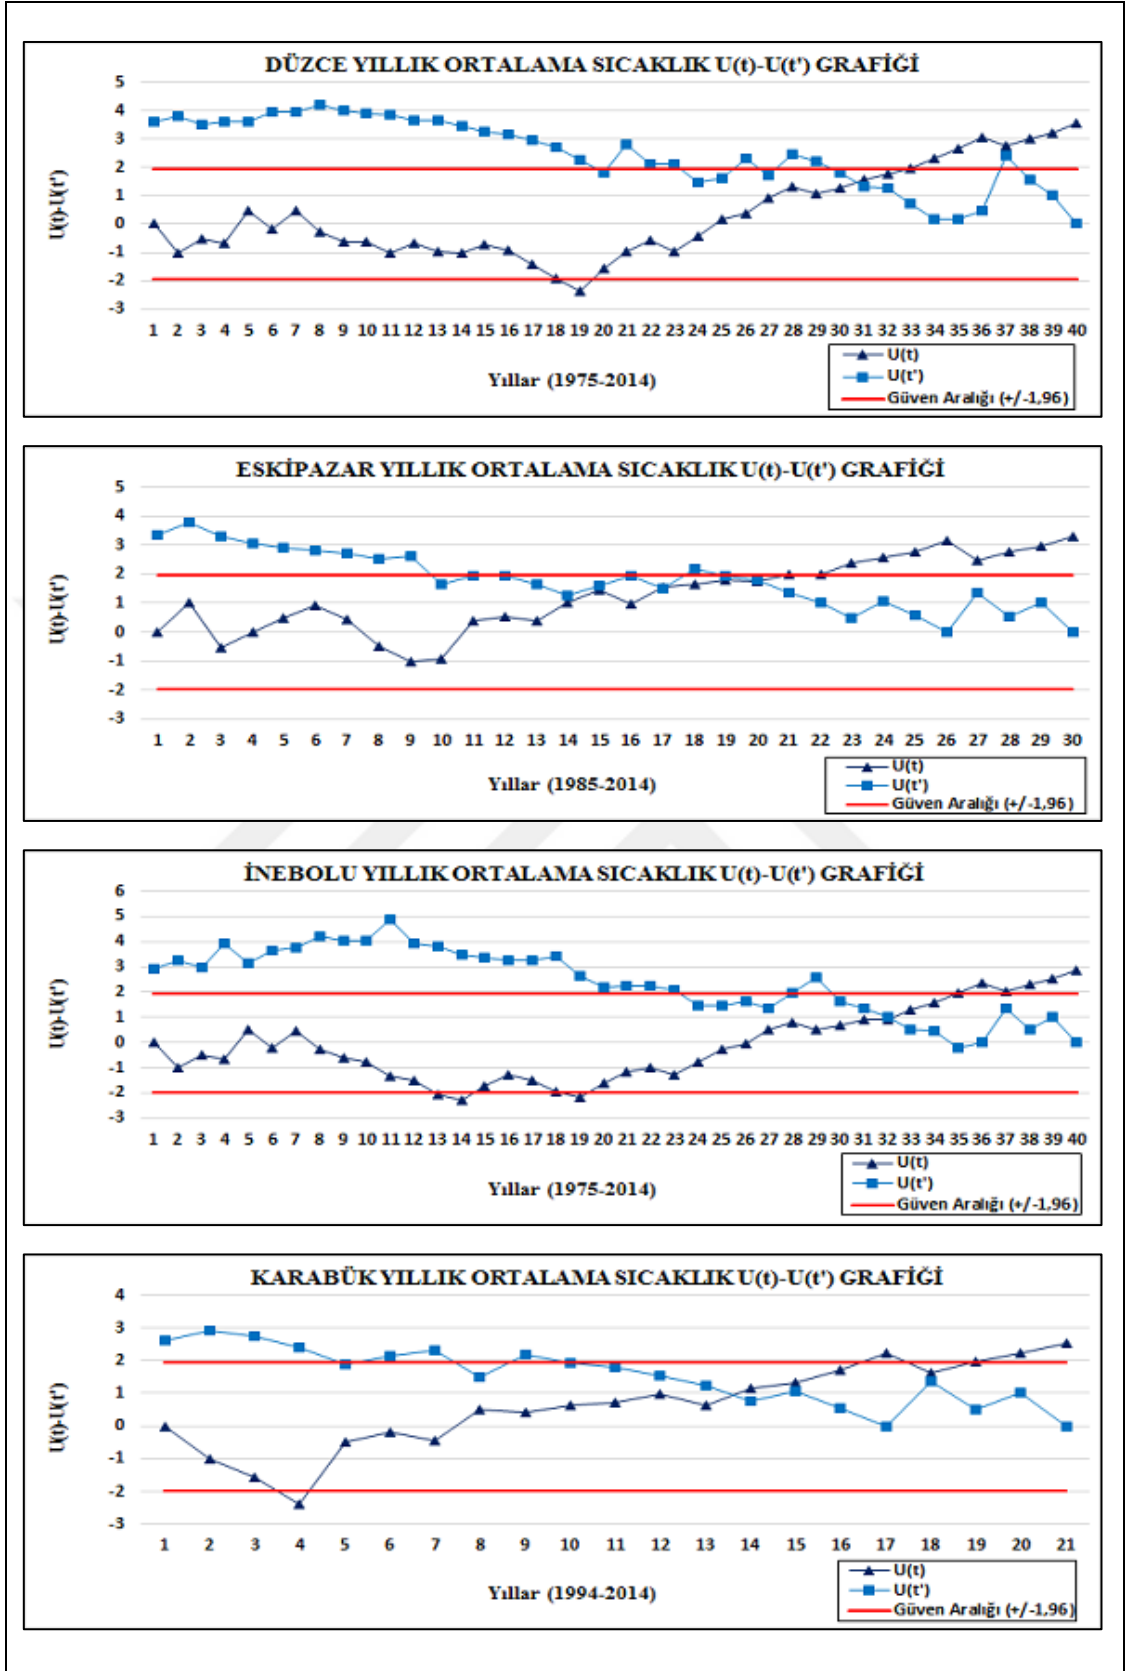 DÜZCE YILLIK ORTALAMA SICAKLIK U(t)-U(t') GRAFİĞİ
U(t)-U(t')
5
4
3
2
1
0
-1
-2
-3
1 2 3 4 5 6 7 8 9 10 11 12 13 14 15 16 17 18 19 20 21 22 23 24 25 26 27 28 29 30 31 32 33 34 35 36 37 38 39 40
Yıllar (1975-2014)
U(t)
U(t')
Güven Aralığı (+/-1,96)
ESKİPAZAR YILLIK ORTALAMA SICAKLIK U(t)-U(t') GRAFİĞİ
U(t)-U(t')
5
4
3
2
1
0
-1
-2
-3
1 2 3 4 5 6 7 8 9 10 11 12 13 14 15 16 17 18 19 20 21 22 23 24 25 26 27 28 29 30
Yıllar (1985-2014)
U(t)
U(t')
Güven Aralığı (+/-1,96)
İNEBOLU YILLIK ORTALAMA SICAKLIK U(t)-U(t') GRAFİĞİ
U(t)-U(t')
6
5
4
3
2
1
0
-1
-2
-3
1 2 3 4 5 6 7 8 9 10 11 12 13 14 15 16 17 18 19 20 21 22 23 24 25 26 27 28 29 30 31 32 33 34 35 36 37 38 39 40
Yıllar (1975-2014)
U(t)
U(t')
Güven Aralığı (+/-1,96)
KARABÜK YILLIK ORTALAMA SICAKLIK U(t)-U(t') GRAFİĞİ
U(t)-U(t')
4
3
2
1
0
-1
-2
-3
1 2 3 4 5 6 7 8 9 10 11 12 13 14 15 16 17 18 19 20 21
Yıllar (1994-2014)
U(t)
U(t')
Güven Aralığı (+/-1,96)